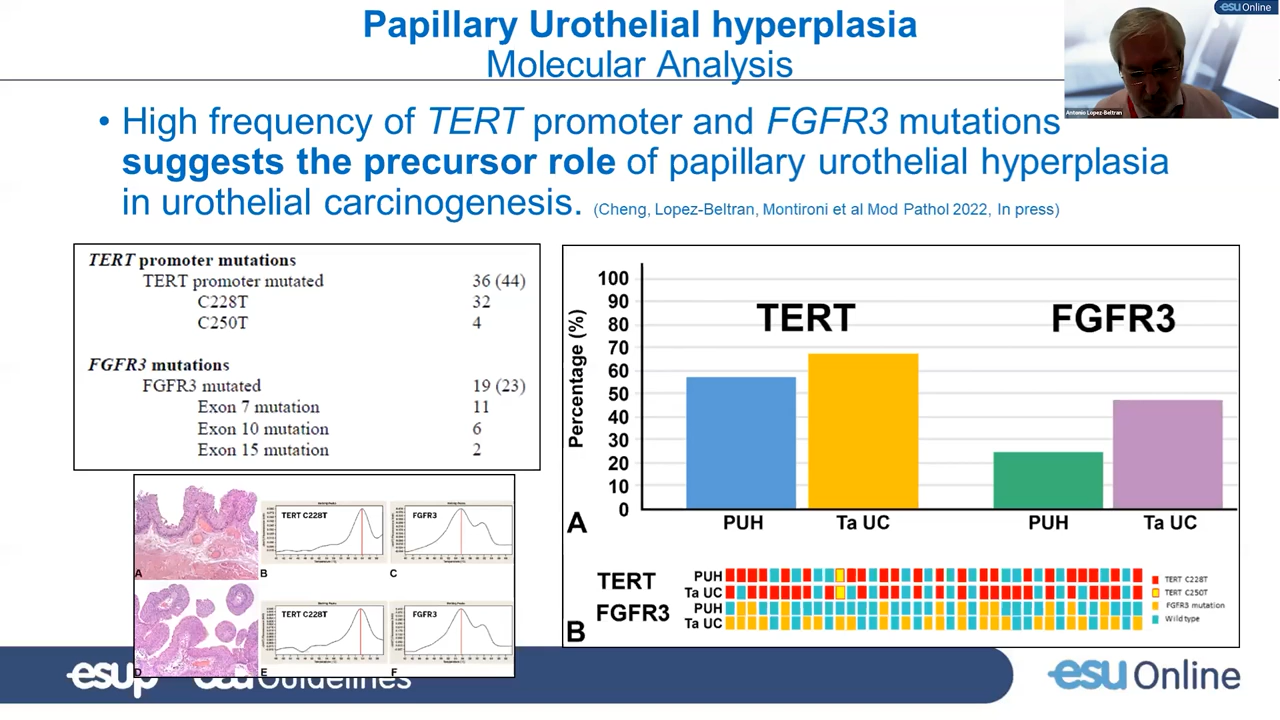 Papillary Urothelial hyperplasia
Molecular Analysis
esu Online
Antonio Lopez-Beltran
• High frequency of TERT promoter and FGFR3 mutations
suggests the precursor role of papillary urothelial hyperplasia
in urothelial carcinogenesis. (Cheng, Lopez-Beltran, Montironi et al Mod Pathol 2022, In press)
TERT promoter mutations
TERT promoter mutated 36 (44)
C228T 32
C250T 4
FGFR3 mutations
FGFR3 mutated 19 (23)
Exon 7 mutation 11
Exon 10 mutation 6
Exon 15 mutation 2
A
TERT C228T
B
FGFR3
C
D
TERT C228T
E
FGFR3
F
Percentage (%)
100
90
80
70
60
50
40
30
20
10
0
TERT
FGFR3
PUH
Ta UC
PUH
Ta UC
A
TERT
FGFR3
PUH
Ta UC
PUH
Ta UC
B
TERT C228T
TERT C250T
FGFR3 mutation
Wild type
esup
Guidelines
esu Online